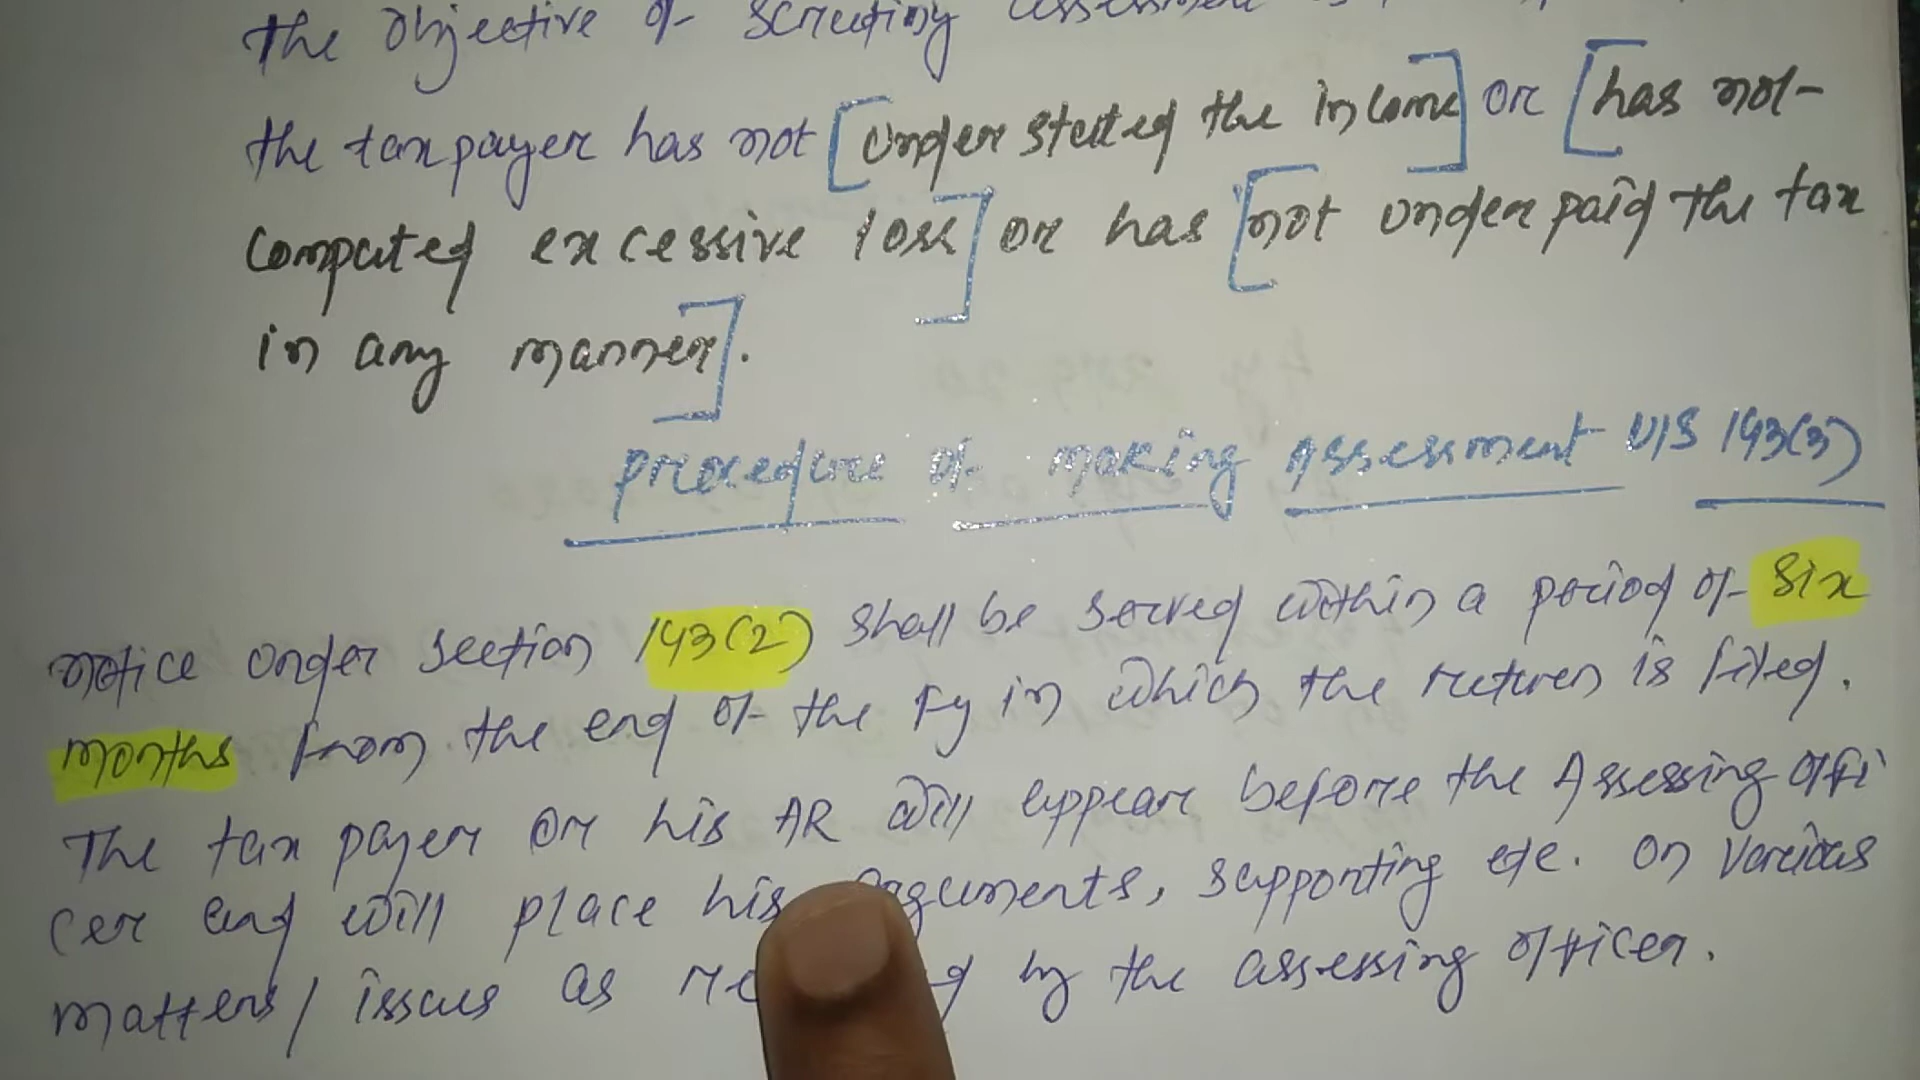 the objective of scrutiny assessment
the taxpayer has not [understated the income] or [has not
computed excessive loss] or has [not underpaid the tax
in any manner].
procedure of making Assessment U/S 143(3)
notice under section 143(2) shall be served within a period of six
months from the end of the Fy in which the return is filed.
The tax payer or his AR will appear before the Assessing offi
cer and will place his arguments, supporting etc. on various
matters/ issues as by the assessing officer.